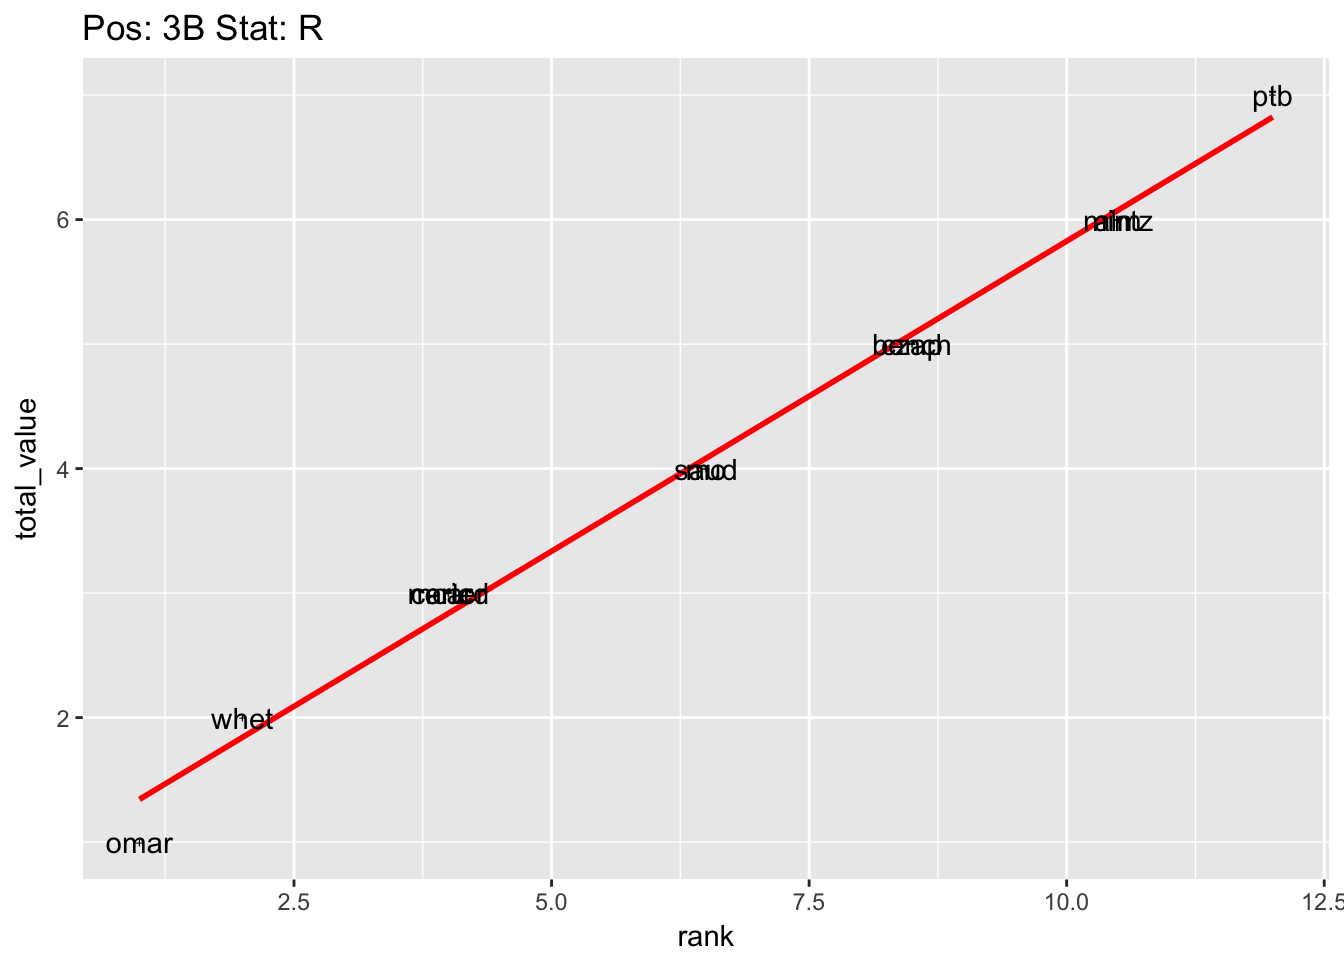 Pos: 3B Stat: R
ptb
6
4
total_value
whet
2
omar
2.5 5.0 7.5 10.0 12.5
rank